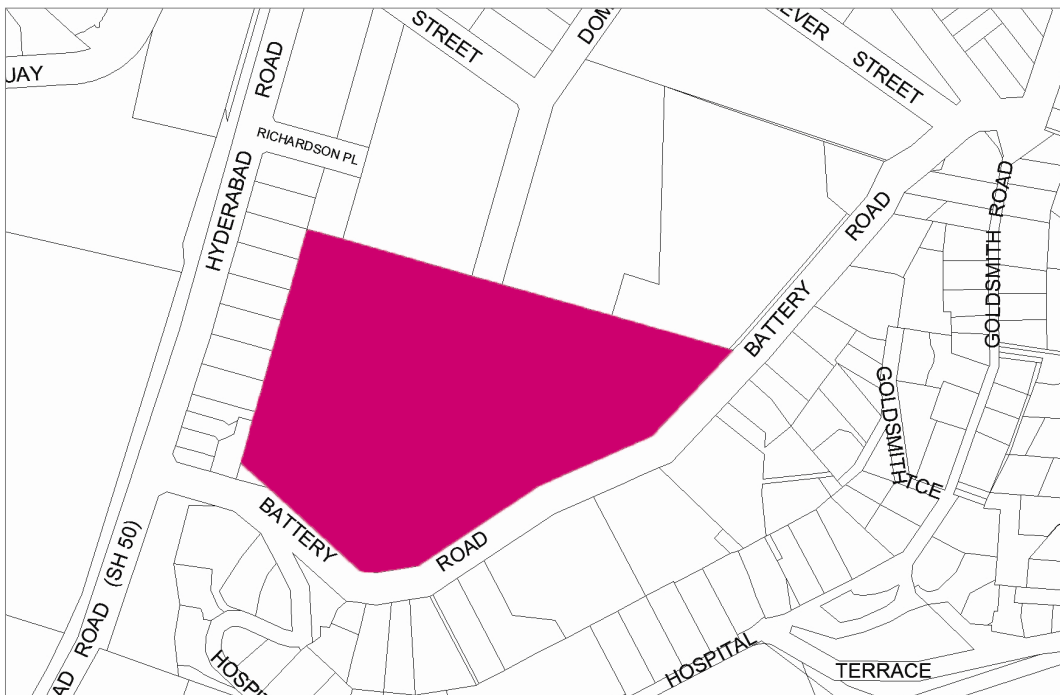 STREET
DOM
EVER STREET
JAY
ROAD
RICHARDSON PL
HYDERABAD
ROAD
BATTERY
GOLDSMITH ROAD
GOLDSMITH TCE
BATTERY
ROAD
AD ROAD (SH 50)
HOSPITAL
TERRACE
HOSPI